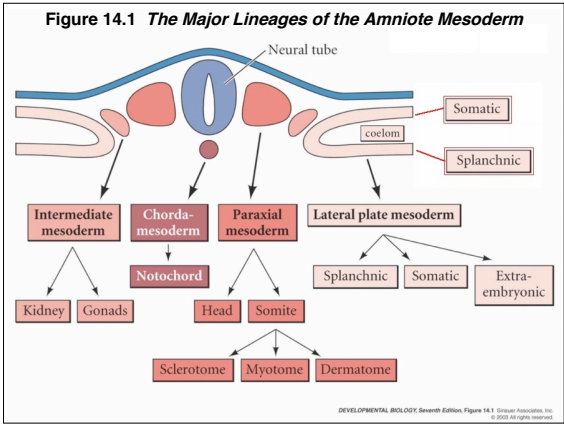 Figure 14.1 The Major Lineages of the Amniote Mesoderm
Neural tube
Somatic
coelom
Splanchnic
Intermediate
mesoderm
Chorda-
mesoderm
Paraxial
mesoderm
Lateral plate mesoderm
Notochord
Splanchnic
Somatic
Extra-
embryonic
Kidney
Gonads
Head
Somite
Sclerotome
Myotome
Dermatome
DEVELOPMENTAL BIOLOGY, Seventh Edition, Figure 14.1 Sinauer Associates, Inc.
© 2003 All rights reserved.